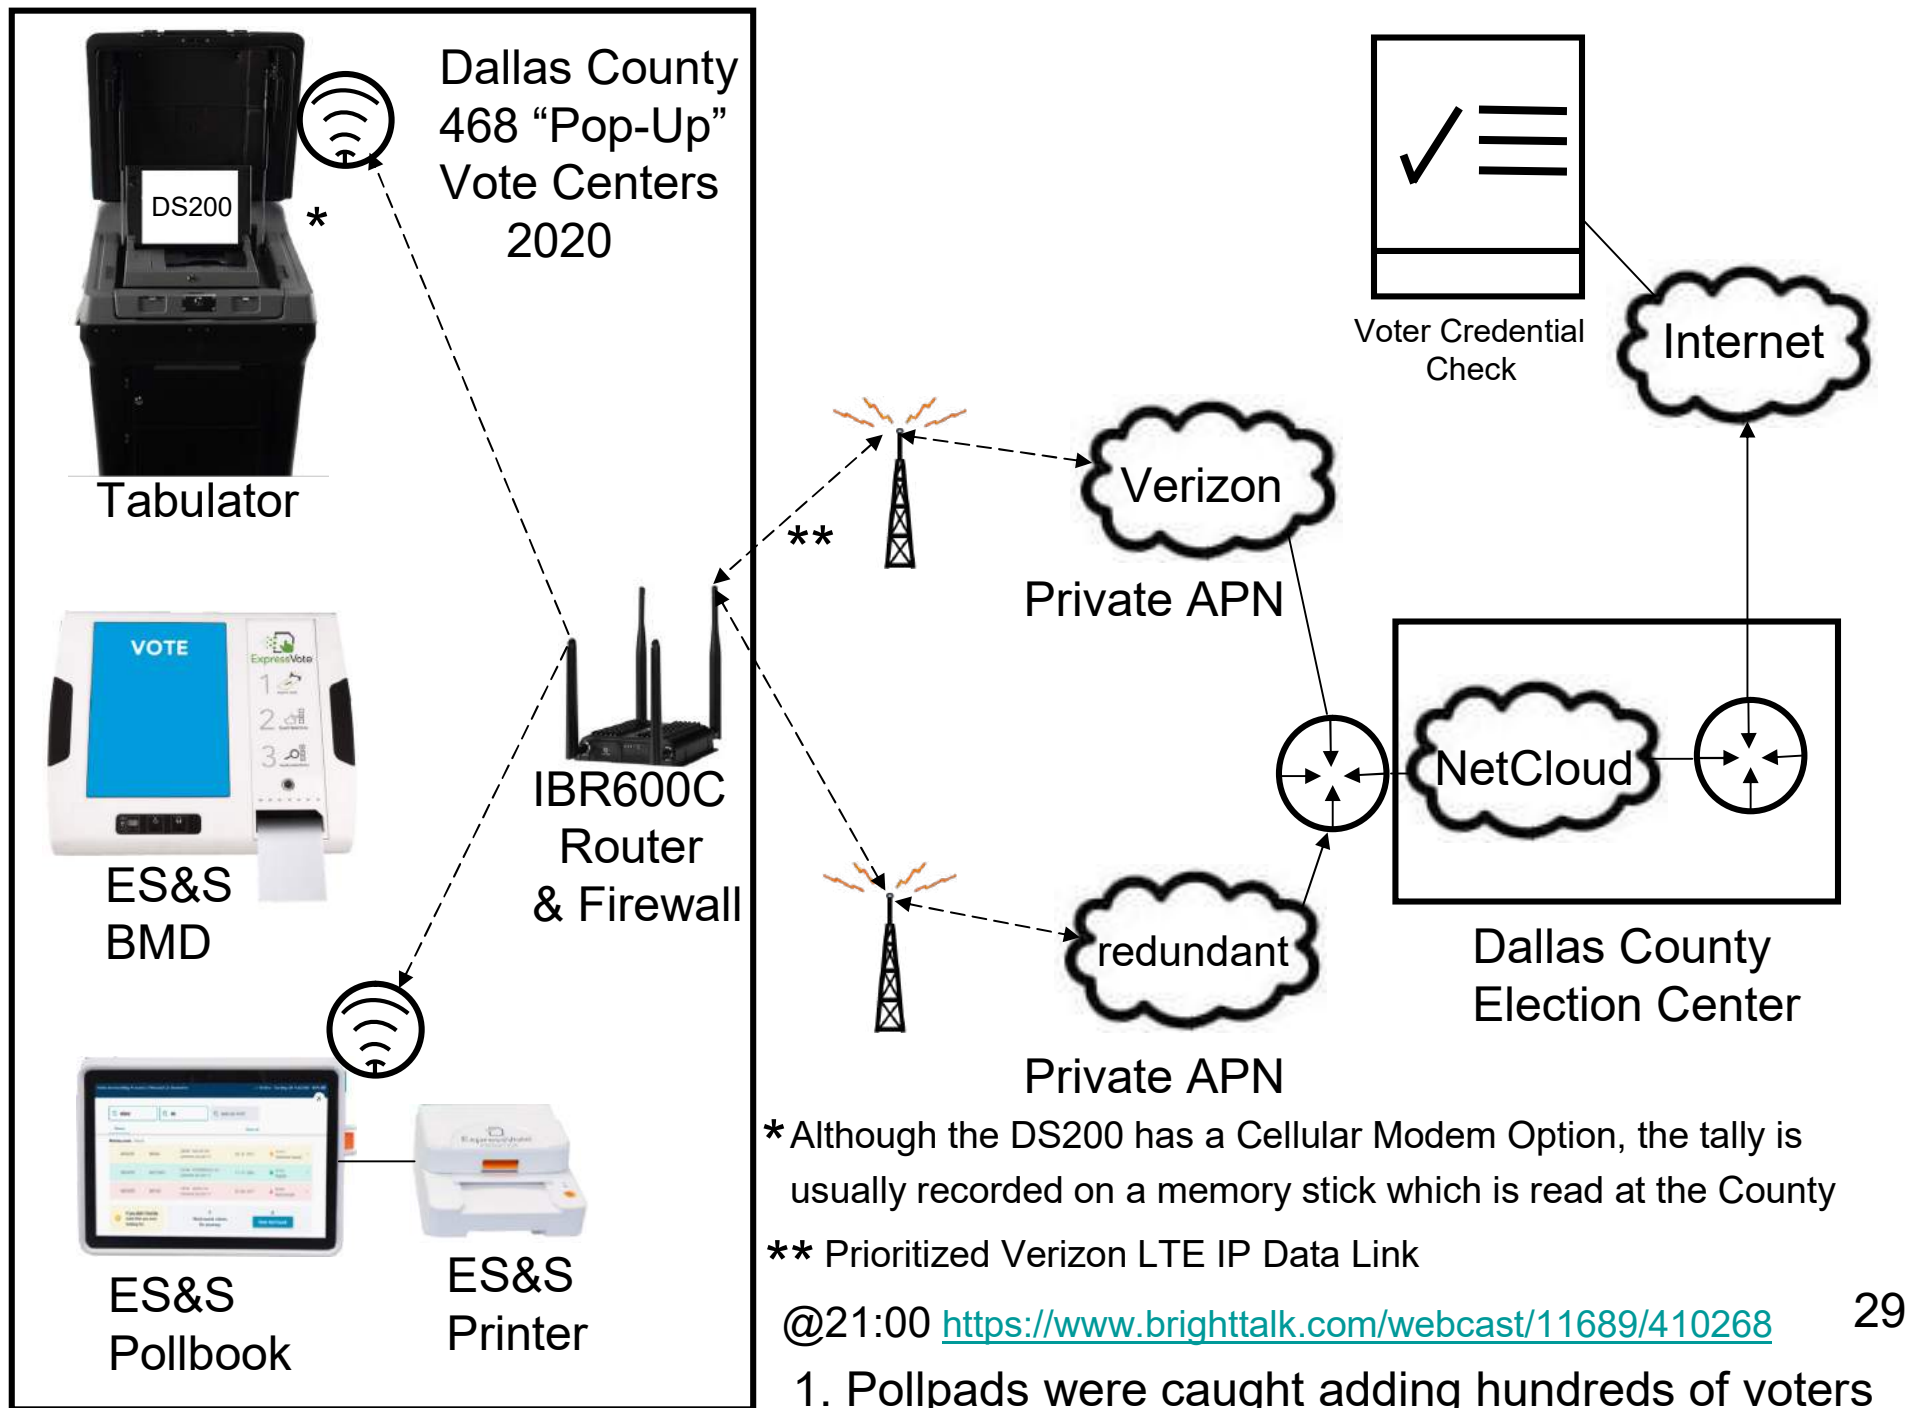 Dallas County
468 “Pop-Up”
Vote Centers
2020
DS200
*
Tabulator
VOTE
ExpressVote
1
2
3
ES&S
BMD
IBR600C
Router
& Firewall
ExpressVote
ES&S
Pollbook
ES&S
Printer
**
Verizon
Private APN
redundant
Private APN
Voter Credential
Check
Internet
NetCloud
Dallas County
Election Center
* Although the DS200 has a Cellular Modem Option, the tally is
usually recorded on a memory stick which is read at the County
** Prioritized Verizon LTE IP Data Link
@21:00 https://www.brighttalk.com/webcast/11689/410268
29
1. Pollpads were caught adding hundreds of voters